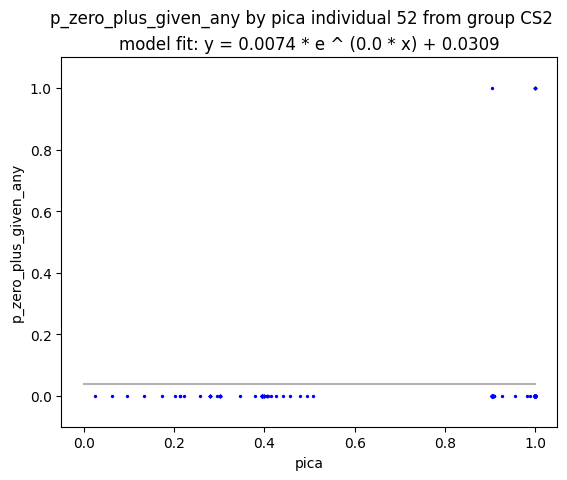 p_zero_plus_given_any by pica individual 52 from group CS2
model fit: y = 0.0074 * e ^ (0.0 * x) + 0.0309
1.0
0.8
0.6
0.4
0.2
0.0
p_zero_plus_given_any
0.0 0.2 0.4 0.6 0.8 1.0
pica